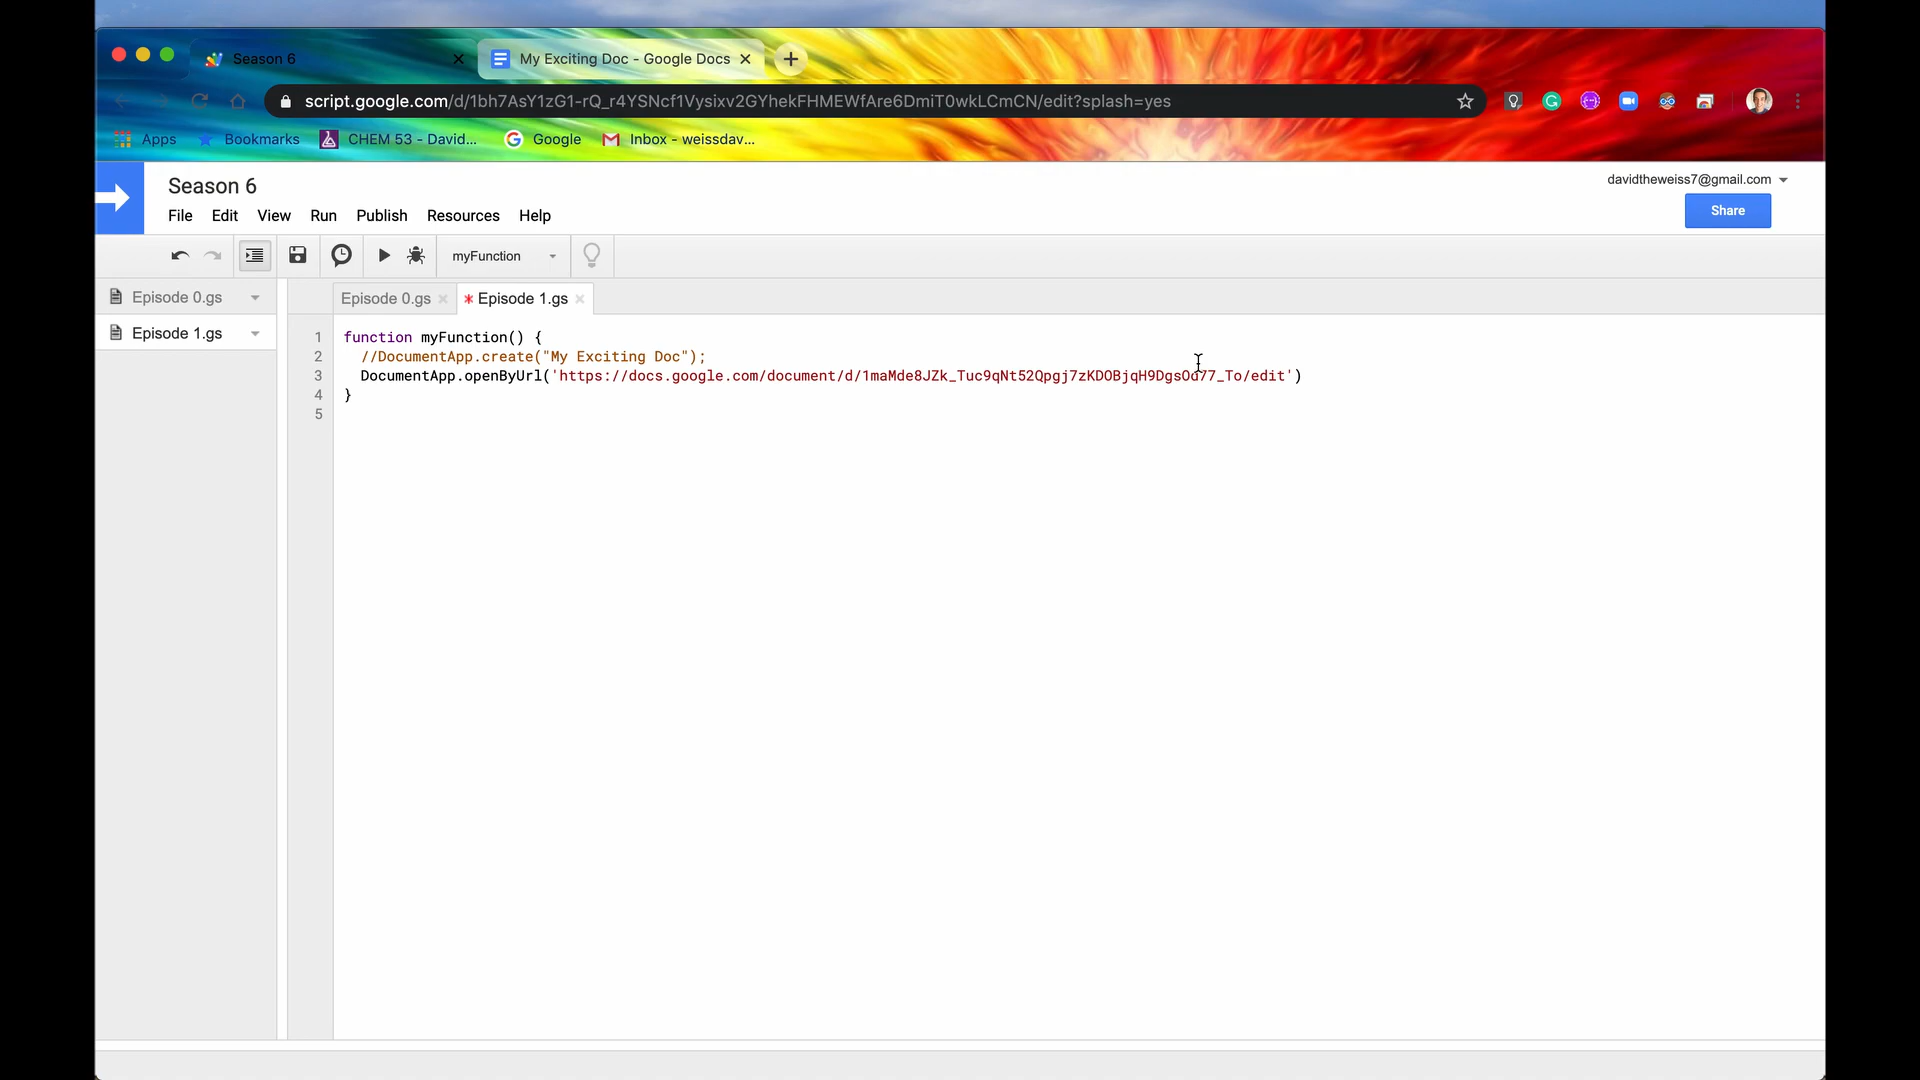 Season 6
My Exciting Doc - Google Docs
script.google.com/d/1bh7AsY1zG1-rQ_r4YSNcf1Vysixv2GYhekFHMEWfAre6DmiT0wkLCmCN/edit?splash=yes
Apps Bookmarks CHEM 53 - David... Google Inbox - weissdav...
Season 6
davidtheweiss7@gmail.com
File Edit View Run Publish Resources Help
Share
myFunction
Episode 0.gs
Episode 1.gs
Episode 0.gs
* Episode 1.gs
1 function myFunction() {
2 //DocumentApp.create("My Exciting Doc");
3 DocumentApp.openByUrl('https://docs.google.com/document/d/1maMde8JZk_Tuc9qNt52Qpgj7zKDOBjqH9DgsOd77_To/edit')
4 }
5